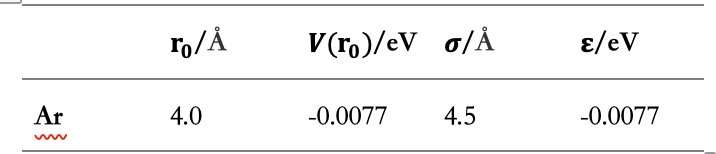 r₀/Å V(r₀)/eV σ/Å ε/eV
Ar 4.0 -0.0077 4.5 -0.0077